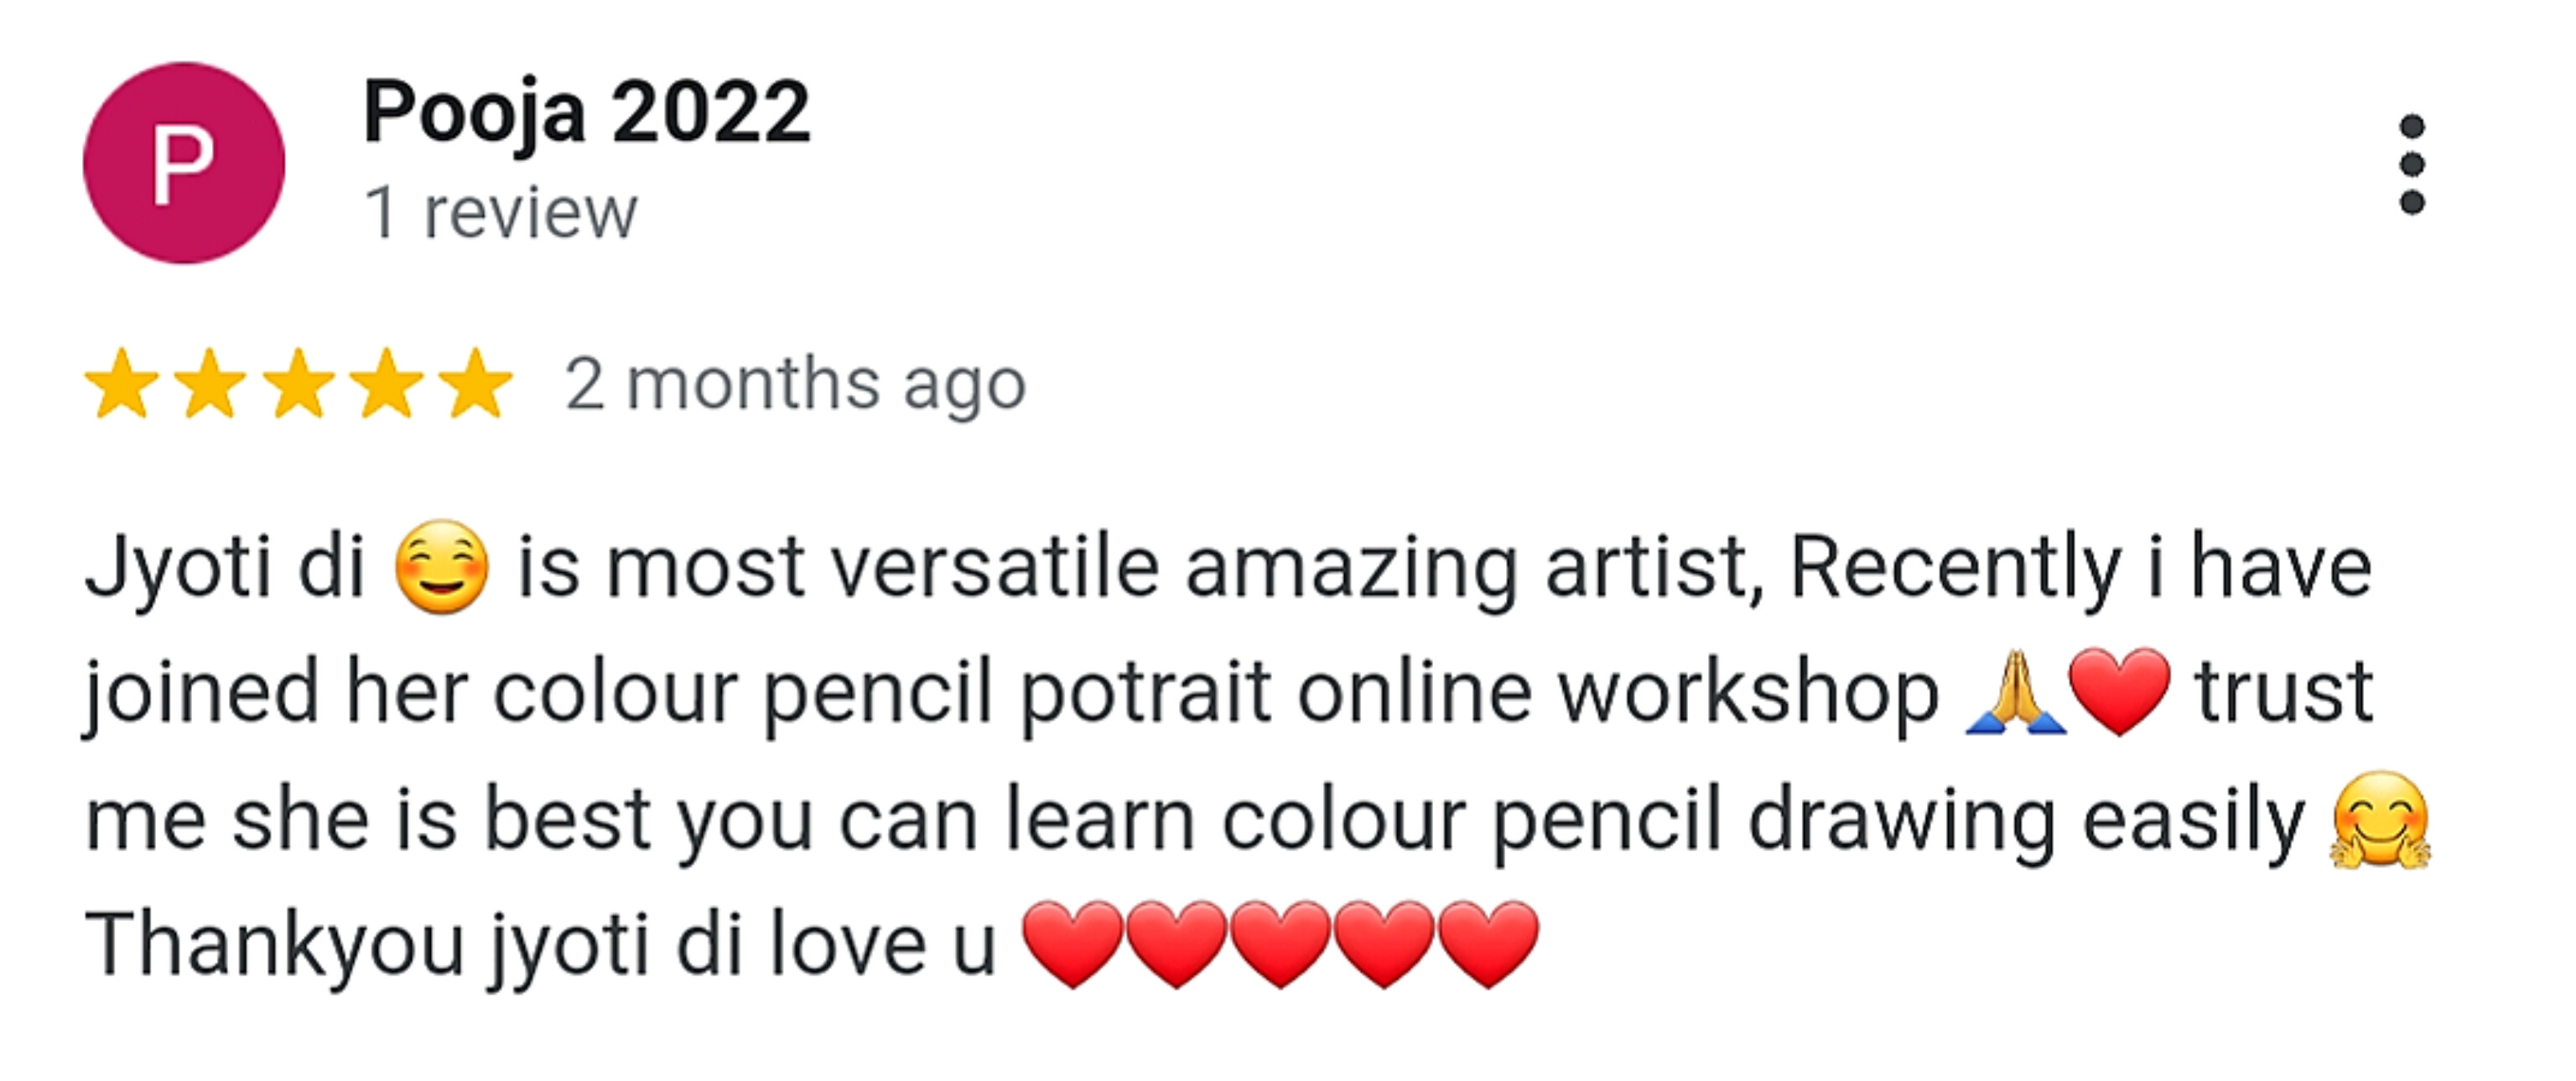 P
Pooja 2022
1 review
★★★★★ 2 months ago
Jyoti di 😊 is most versatile amazing artist, Recently i have
joined her colour pencil potrait online workshop 🙏❤️ trust
me she is best you can learn colour pencil drawing easily 🤗
Thankyou jyoti di love u ❤️❤️❤️❤️❤️